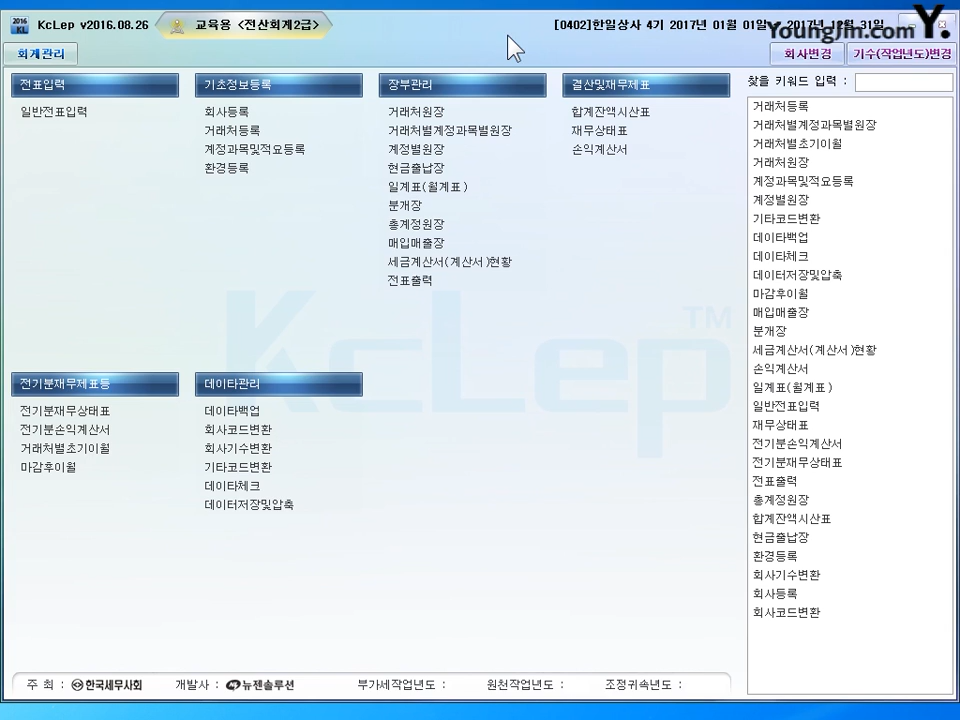 KcLep v2016.08.26
교육용 <전산회계2급>
[0402]한일상사 4기 2017년 01월 01일 ~ 2017년 12월 31일
YoungJin.com Y.
회계관리
회사변경
기수(작업년도)변경
전표입력
일반전표입력
기초정보등록
회사등록
거래처등록
계정과목및적요등록
환경등록
장부관리
거래처원장
거래처별계정과목별원장
계정별원장
현금출납장
일계표(월계표)
분개장
총계정원장
매입매출장
세금계산서(계산서)현황
전표출력
결산및재무제표
합계잔액시산표
재무상태표
손익계산서
찾을 키워드 입력 :
거래처등록
거래처별계정과목별원장
거래처별초기이월
거래처원장
계정과목및적요등록
계정별원장
기타코드변환
데이타백업
데이타체크
데이터저장및압축
마감후이월
매입매출장
분개장
세금계산서(계산서)현황
손익계산서
일계표(월계표)
일반전표입력
재무상태표
전기분손익계산서
전기분재무상태표
전표출력
총계정원장
합계잔액시산표
현금출납장
환경등록
회사기수변환
회사등록
회사코드변환
KcLep™
전기분재무제표등
전기분재무상태표
전기분손익계산서
거래처별초기이월
마감후이월
데이타관리
데이타백업
회사코드변환
회사기수변환
기타코드변환
데이타체크
데이터저장및압축
주 최 : 한국세무사회
개발사 : 뉴젠솔루션
부가세작업년도 :
원천작업년도 :
조정귀속년도 :